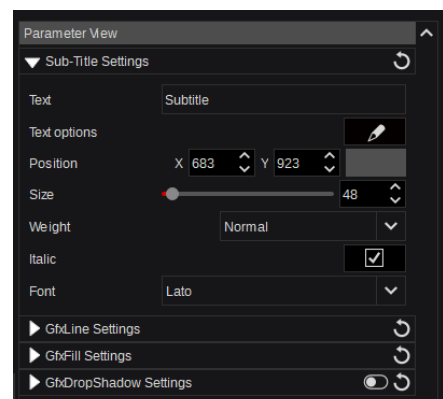 Parameter View
Sub-Title Settings
Text Subtitle
Text options
Position X 683 Y 923
Size 48
Weight Normal
Italic
Font Lato
GfxLine Settings
GfxFill Settings
GfxDropShadow Settings